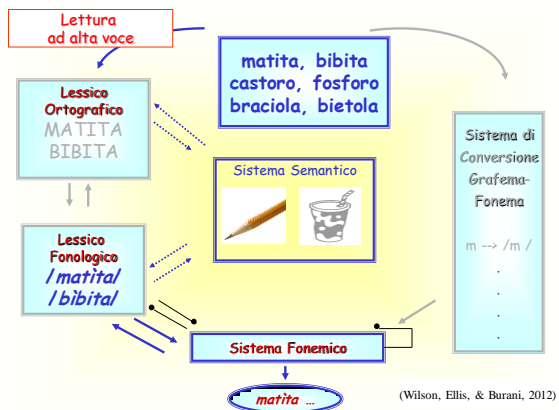 Lettura
ad alta voce
matita, bibita
castoro, fosforo
braciola, bietola
Lessico
Ortografico
MATITA
BIBITA
Sistema Semantico
Sistema di
Conversione
Grafema-
Fonema
m --> /m /
.
.
.
.
Lessico
Fonologico
/matìta/
/bìbita/
Sistema Fonemico
matita …
(Wilson, Ellis, & Burani, 2012)